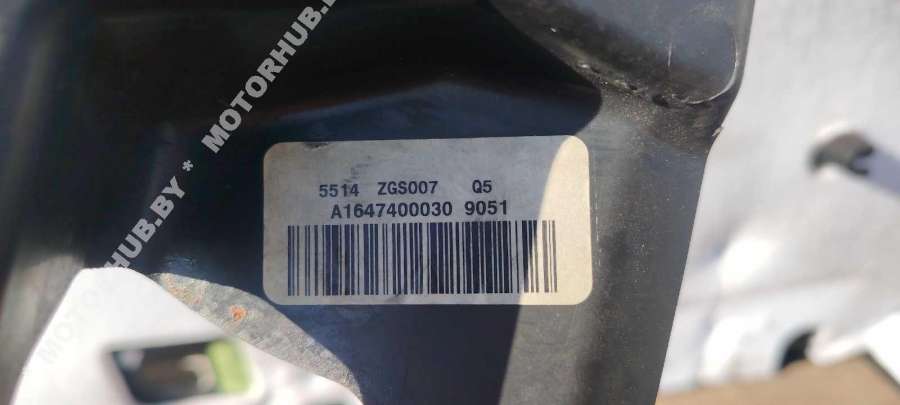 MOTORHUB.BY * MOTORHUB.BY
5514 ZGS007 Q5
A1647400030 9051